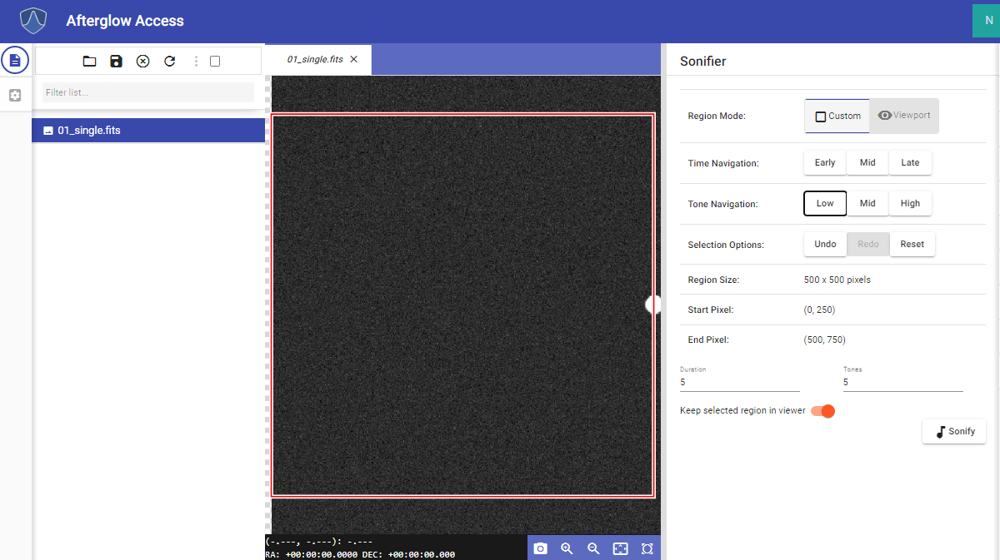 Afterglow Access
N
01_single.fits
Sonifier
Filter list...
01_single.fits
Region Mode:
Custom
Viewport
Time Navigation:
Early
Mid
Late
Tone Navigation:
Low
Mid
High
Selection Options:
Undo
Redo
Reset
Region Size:
500 x 500 pixels
Start Pixel:
(0, 250)
End Pixel:
(500, 750)
Duration
Tones
5
5
Keep selected region in viewer
Sonify
(-.---, -.---): -.---
RA: +00:00:00.0000 DEC: +00:00:00.000